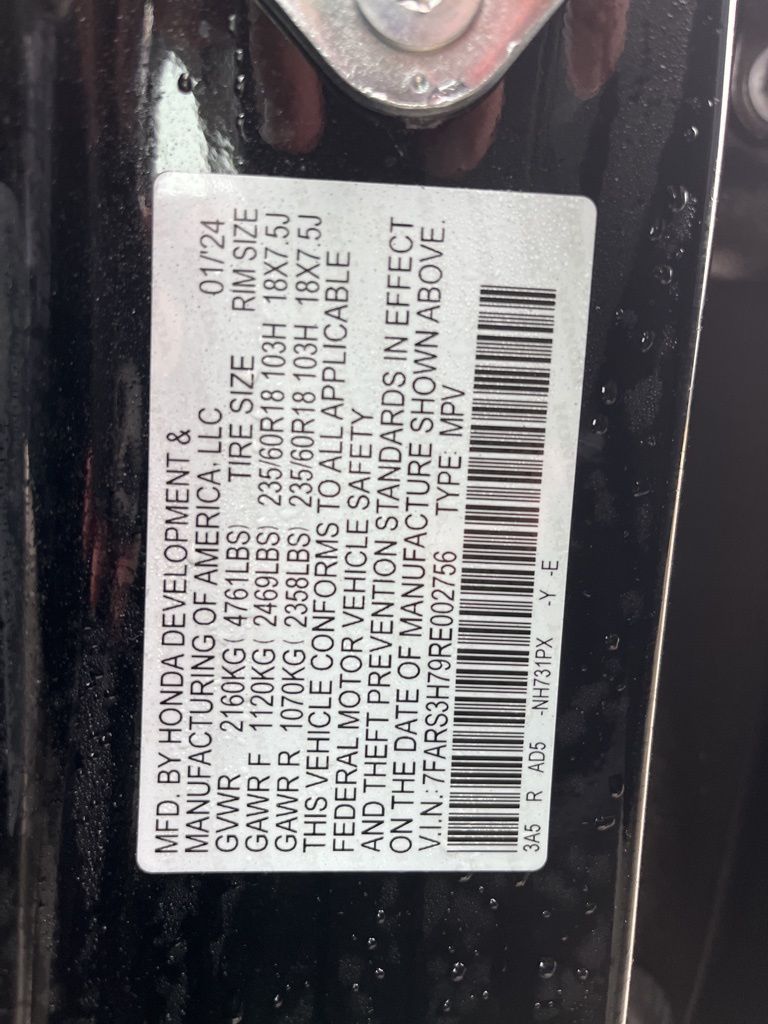 MFD. BY HONDA DEVELOPMENT &
MANUFACTURING OF AMERICA, LLC 01/'24
GVWR 2160KG ( 4761LBS) TIRE SIZE RIM SIZE
GAWR F 1120KG ( 2469LBS) 235/60R18 103H 18X7.5J
GAWR R 1070KG ( 2358LBS) 235/60R18 103H 18X7.5J
THIS VEHICLE CONFORMS TO ALL APPLICABLE
FEDERAL MOTOR VEHICLE SAFETY
AND THEFT PREVENTION STANDARDS IN EFFECT
ON THE DATE OF MANUFACTURE SHOWN ABOVE.
V.I.N.: 7FARS3H79RE002756 TYPE: MPV
3A5 R AD5 -NH731PX -Y -E